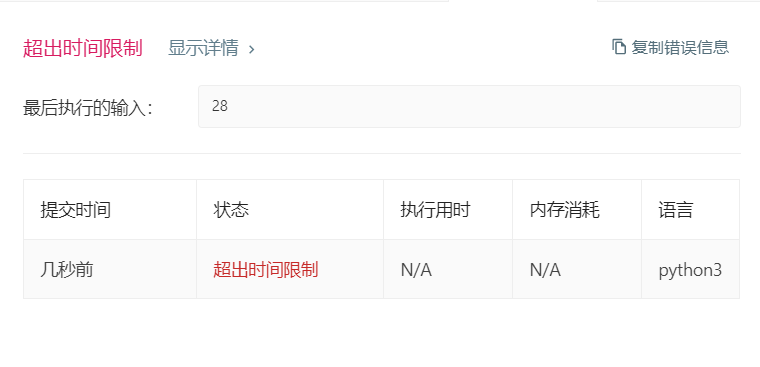 超出时间限制 显示详情 > 复制错误信息
最后执行的输入： 28
提交时间 状态 执行用时 内存消耗 语言
几秒前 超出时间限制 N/A N/A python3